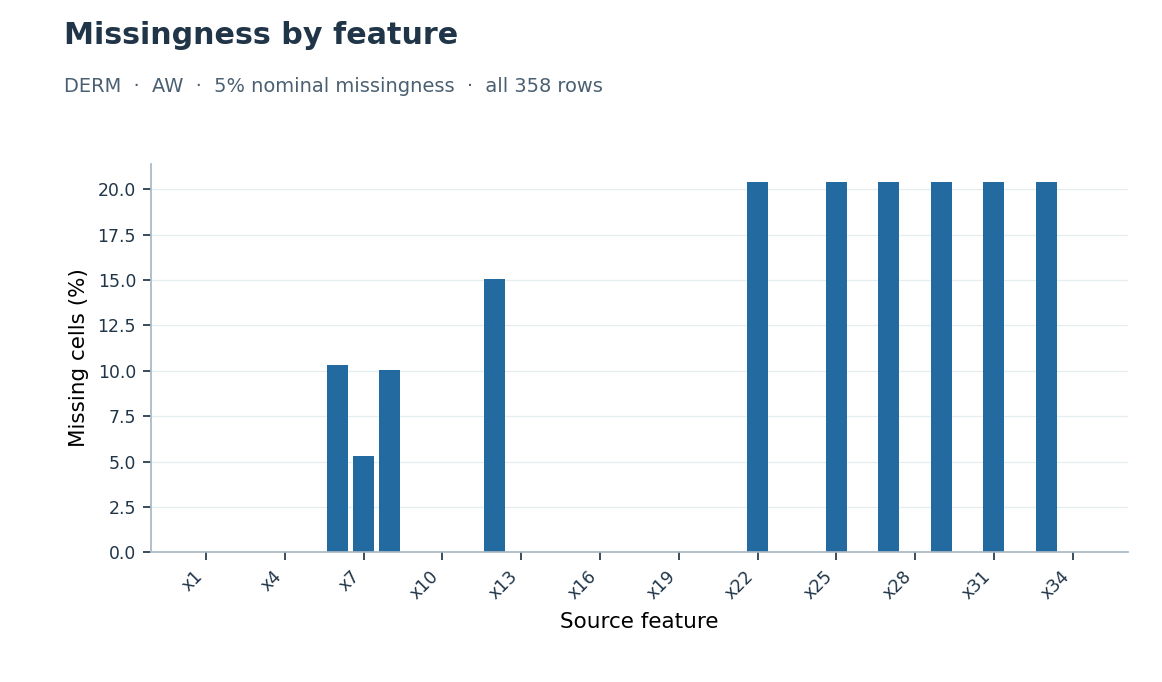 Missingness by feature
DERM · AW · 5% nominal missingness · all 358 rows
Missing cells (%)
20.0
17.5
15.0
12.5
10.0
7.5
5.0
2.5
0.0
x1 x4 x7 x10 x13 x16 x19 x22 x25 x28 x31 x34
Source feature